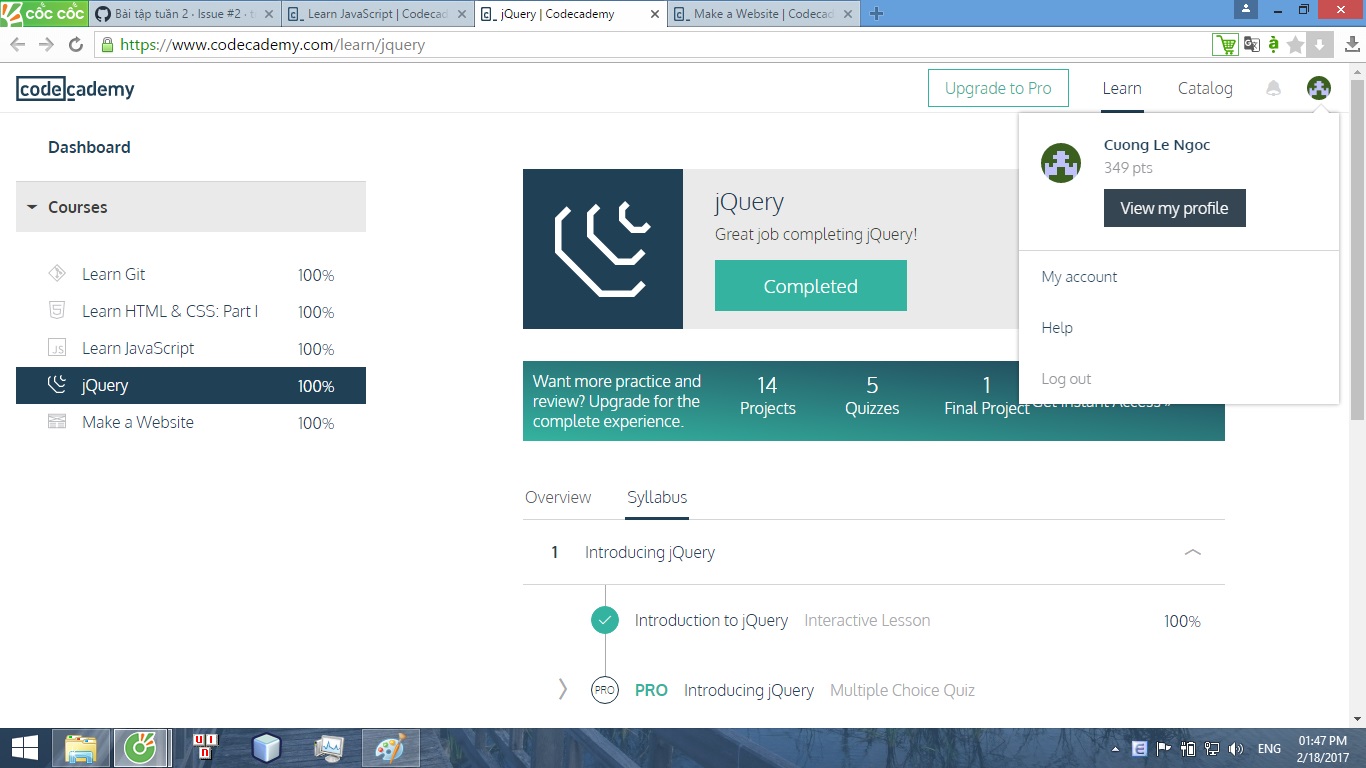 cốc cốc
Bài tập tuần 2 · Issue #2 ·
Learn JavaScript | Codecad
jQuery | Codecademy
Make a Website | Codecad
https://www.codecademy.com/learn/jquery
codecademy
Upgrade to Pro
Learn
Catalog
Cuong Le Ngoc
349 pts
View my profile
My account
Help
Log out
Dashboard
Courses
Learn Git 100%
Learn HTML & CSS: Part I 100%
Learn JavaScript 100%
jQuery 100%
Make a Website 100%
jQuery
Great job completing jQuery!
Completed
Want more practice and
review? Upgrade for the
complete experience.
14
Projects
5
Quizzes
1
Final Project
Get Instant Access »
Overview
Syllabus
1 Introducing jQuery
Introduction to jQuery Interactive Lesson 100%
PRO PRO Introducing jQuery Multiple Choice Quiz
ENG
01:47 PM
2/18/2017